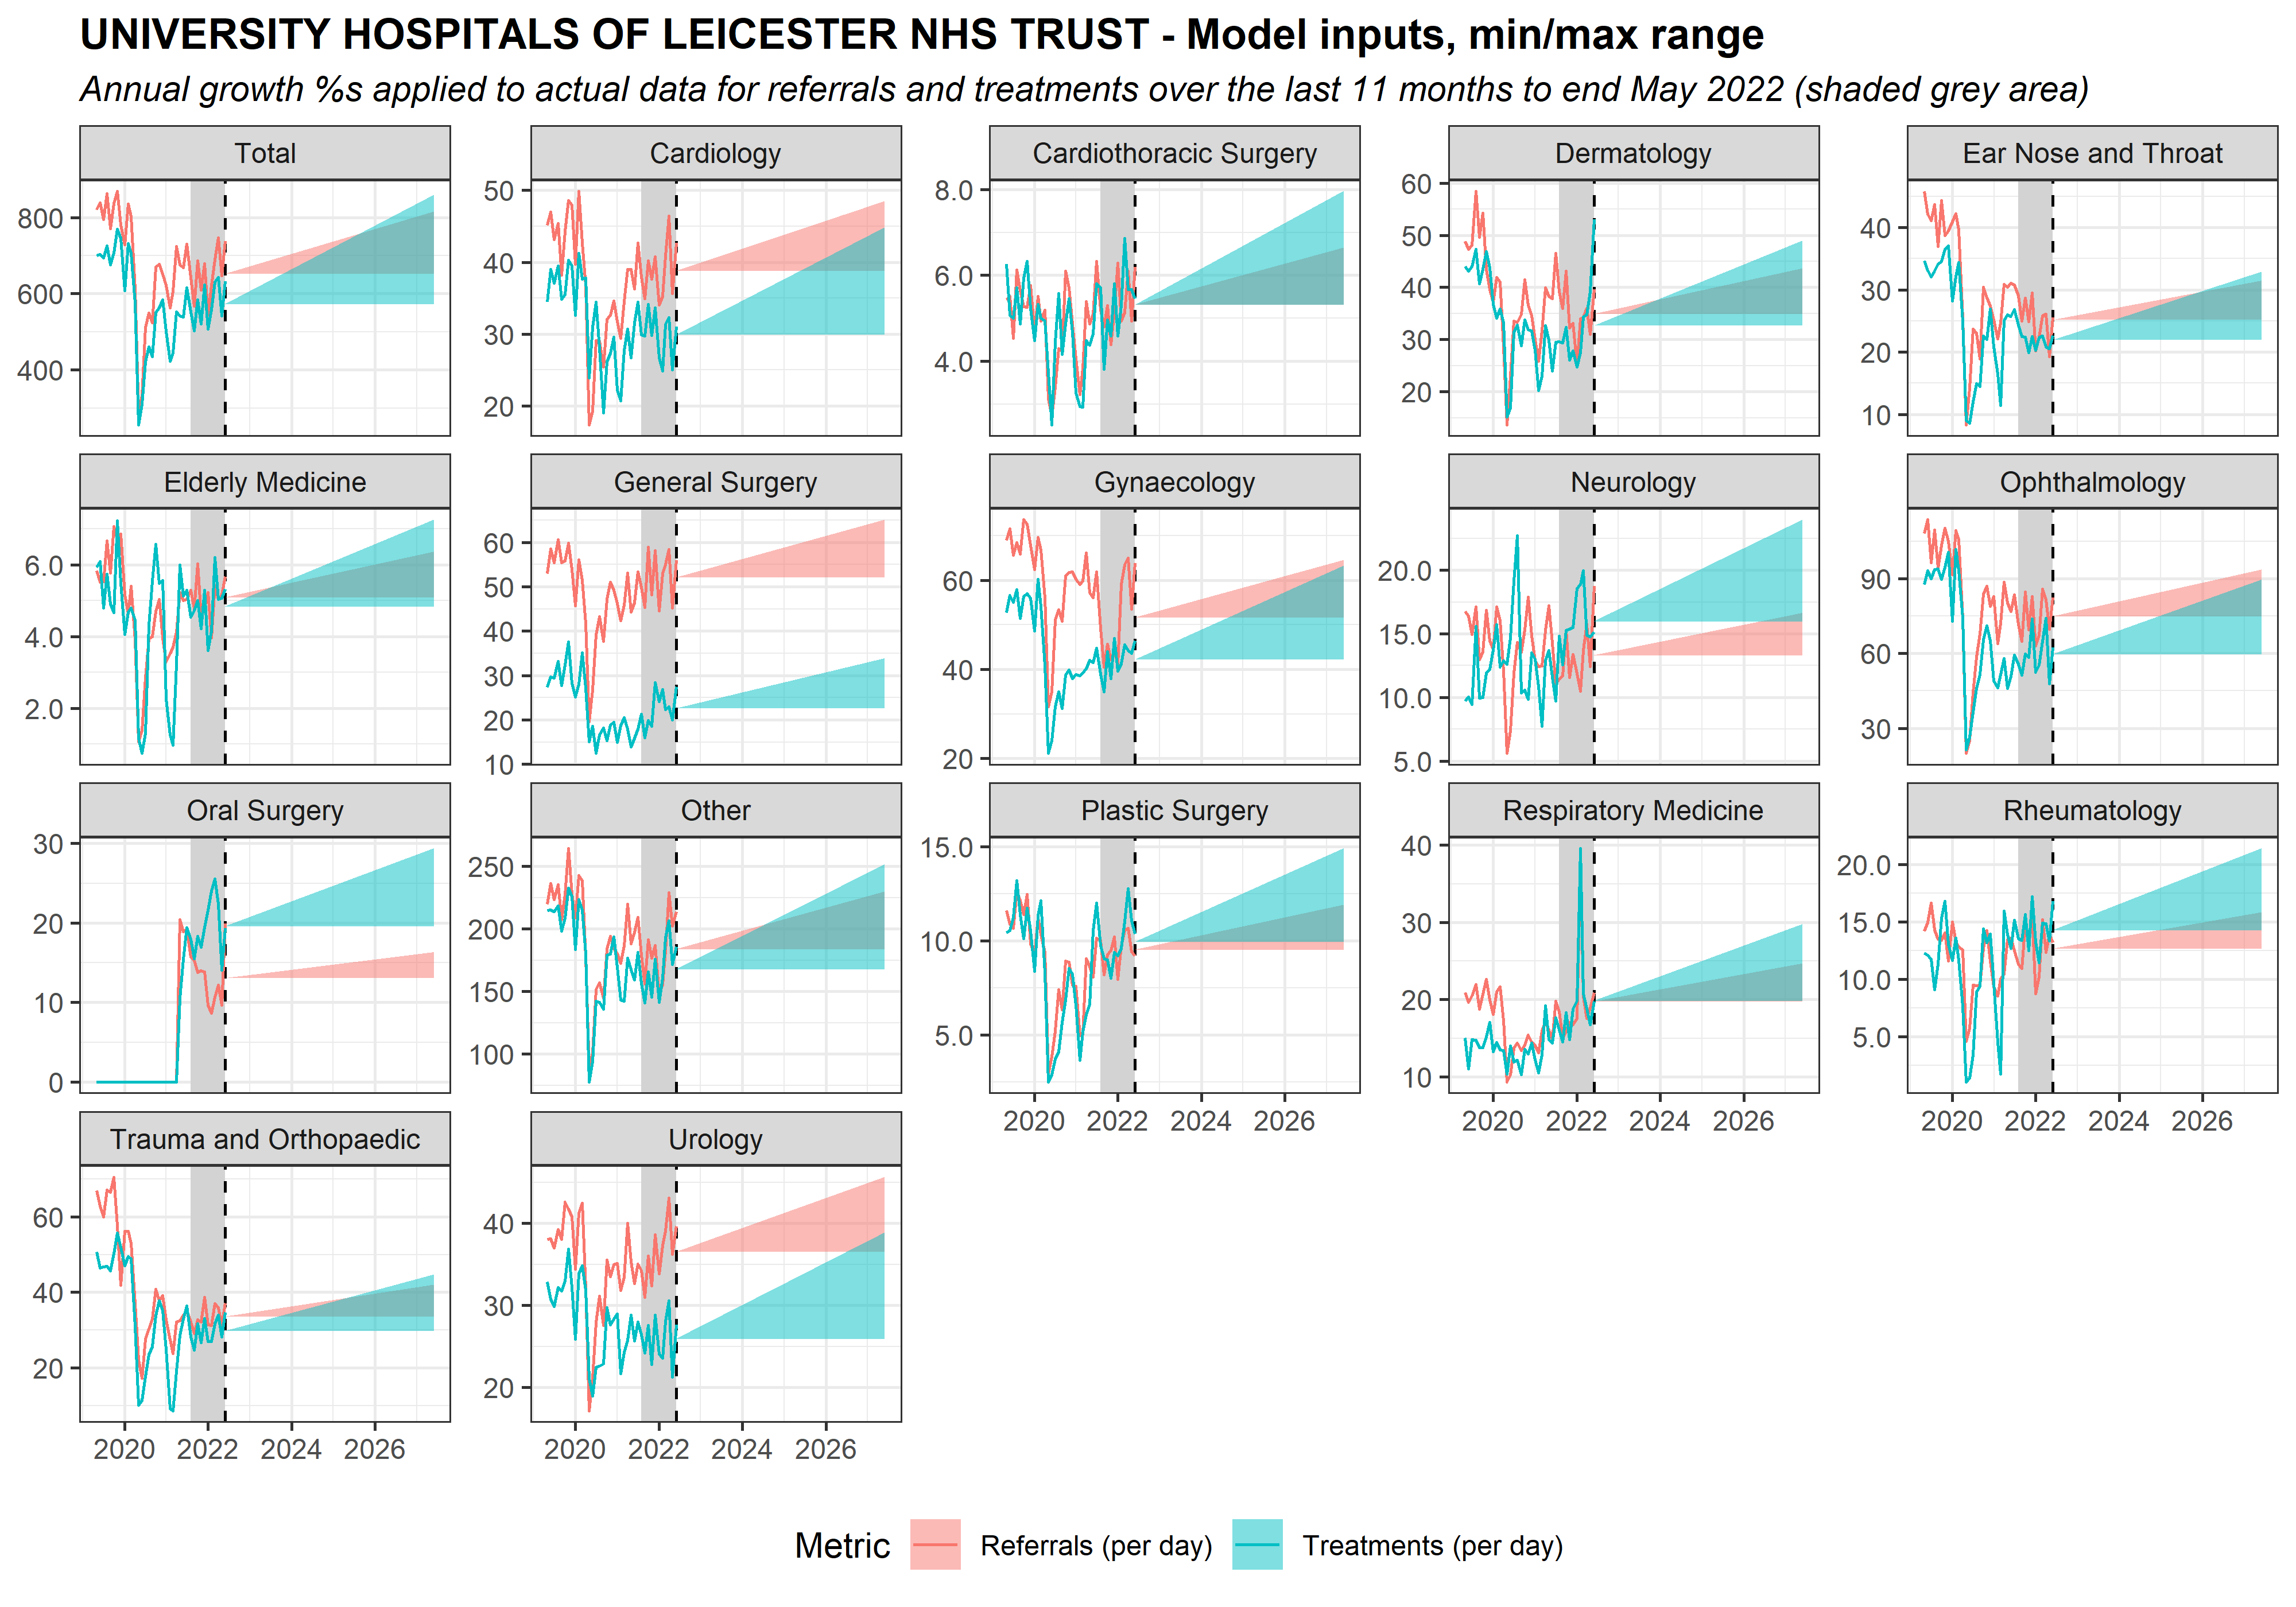 UNIVERSITY HOSPITALS OF LEICESTER NHS TRUST - Model inputs, min/max range
Annual growth %s applied to actual data for referrals and treatments over the last 11 months to end May 2022 (shaded grey area)
Total
800
600
400
Cardiology
50
40
30
20
Cardiothoracic Surgery
8.0
6.0
4.0
Dermatology
60
50
40
30
20
Ear Nose and Throat
40
30
20
10
Elderly Medicine
6.0
4.0
2.0
General Surgery
60
50
40
30
20
10
Gynaecology
60
40
20
Neurology
20.0
15.0
10.0
5.0
Ophthalmology
90
60
30
Oral Surgery
30
20
10
0
Other
250
200
150
100
Plastic Surgery
15.0
10.0
5.0
2020 2022 2024 2026
Respiratory Medicine
40
30
20
10
2020 2022 2024 2026
Rheumatology
20.0
15.0
10.0
5.0
2020 2022 2024 2026
Trauma and Orthopaedic
60
40
20
2020 2022 2024 2026
Urology
40
30
20
2020 2022 2024 2026
Metric Referrals (per day) Treatments (per day)